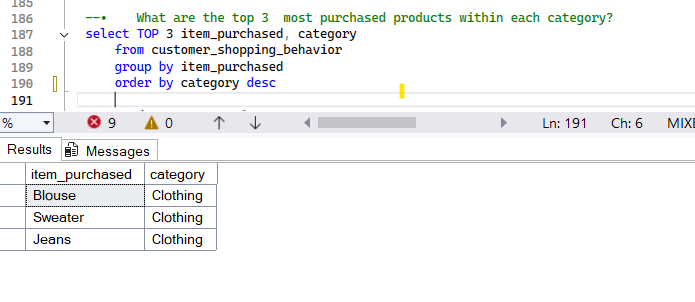 185
186 --• What are the top 3 most purchased products within each category?
187 select TOP 3 item_purchased, category
188 from customer_shopping_behavior
189 group by item_purchased
190 order by category desc
191
% 9 0 Ln: 191 Ch: 6 MIXE
Results Messages
item_purchased category
Blouse Clothing
Sweater Clothing
Jeans Clothing